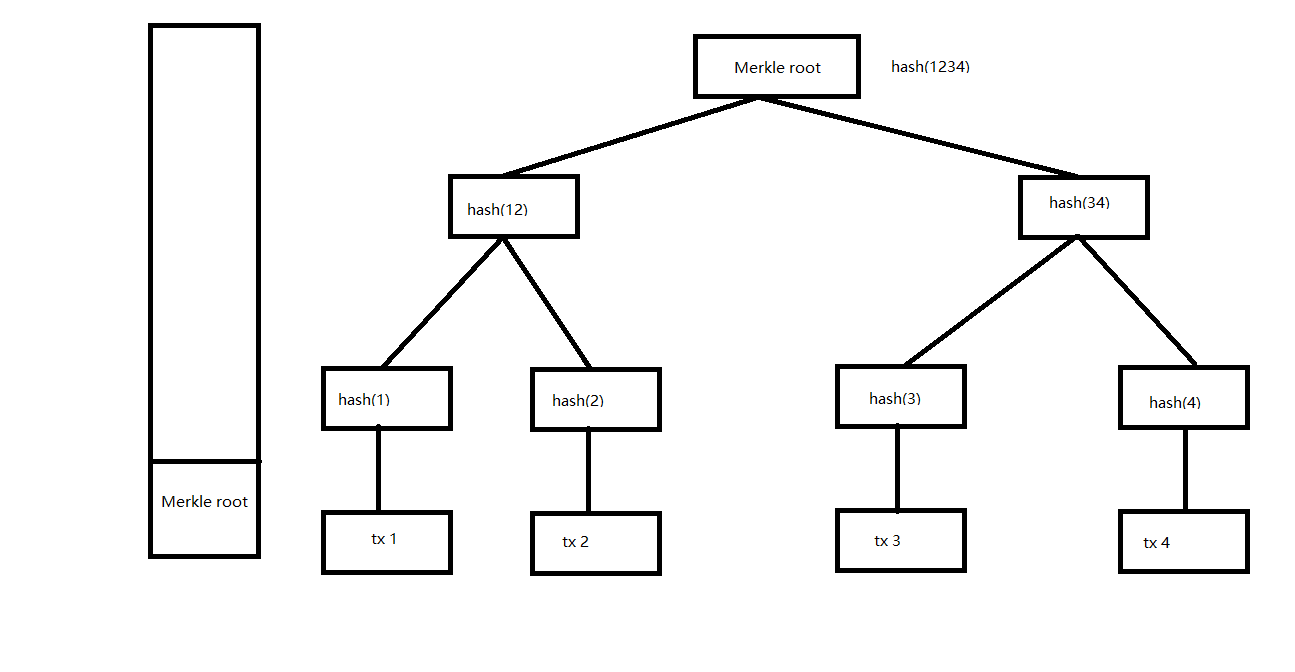 Merkle root
hash(1234)
hash(12)
hash(34)
hash(1)
hash(2)
hash(3)
hash(4)
Merkle root
tx 1
tx 2
tx 3
tx 4